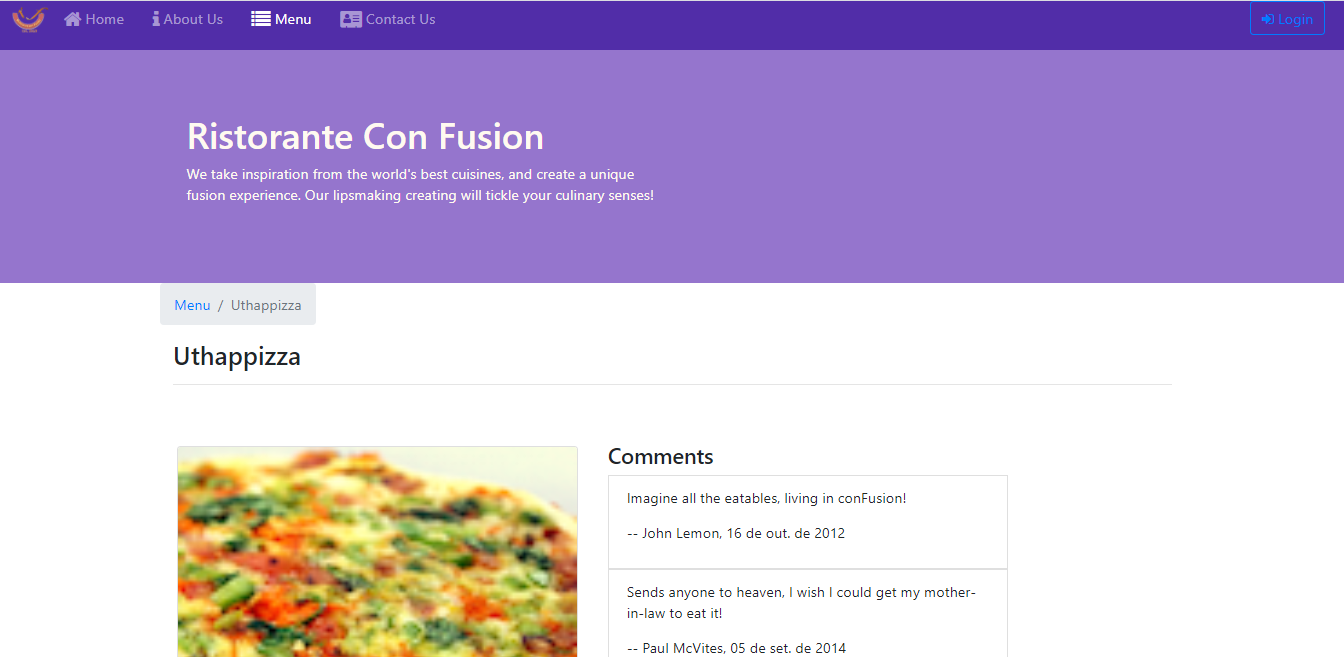 Home About Us Menu Contact Us Login
Ristorante Con Fusion
We take inspiration from the world's best cuisines, and create a unique
fusion experience. Our lipsmaking creating will tickle your culinary senses!
Menu / Uthappizza
Uthappizza
Comments
Imagine all the eatables, living in conFusion!
-- John Lemon, 16 de out. de 2012
Sends anyone to heaven, I wish I could get my mother-
in-law to eat it!
-- Paul McVites, 05 de set. de 2014